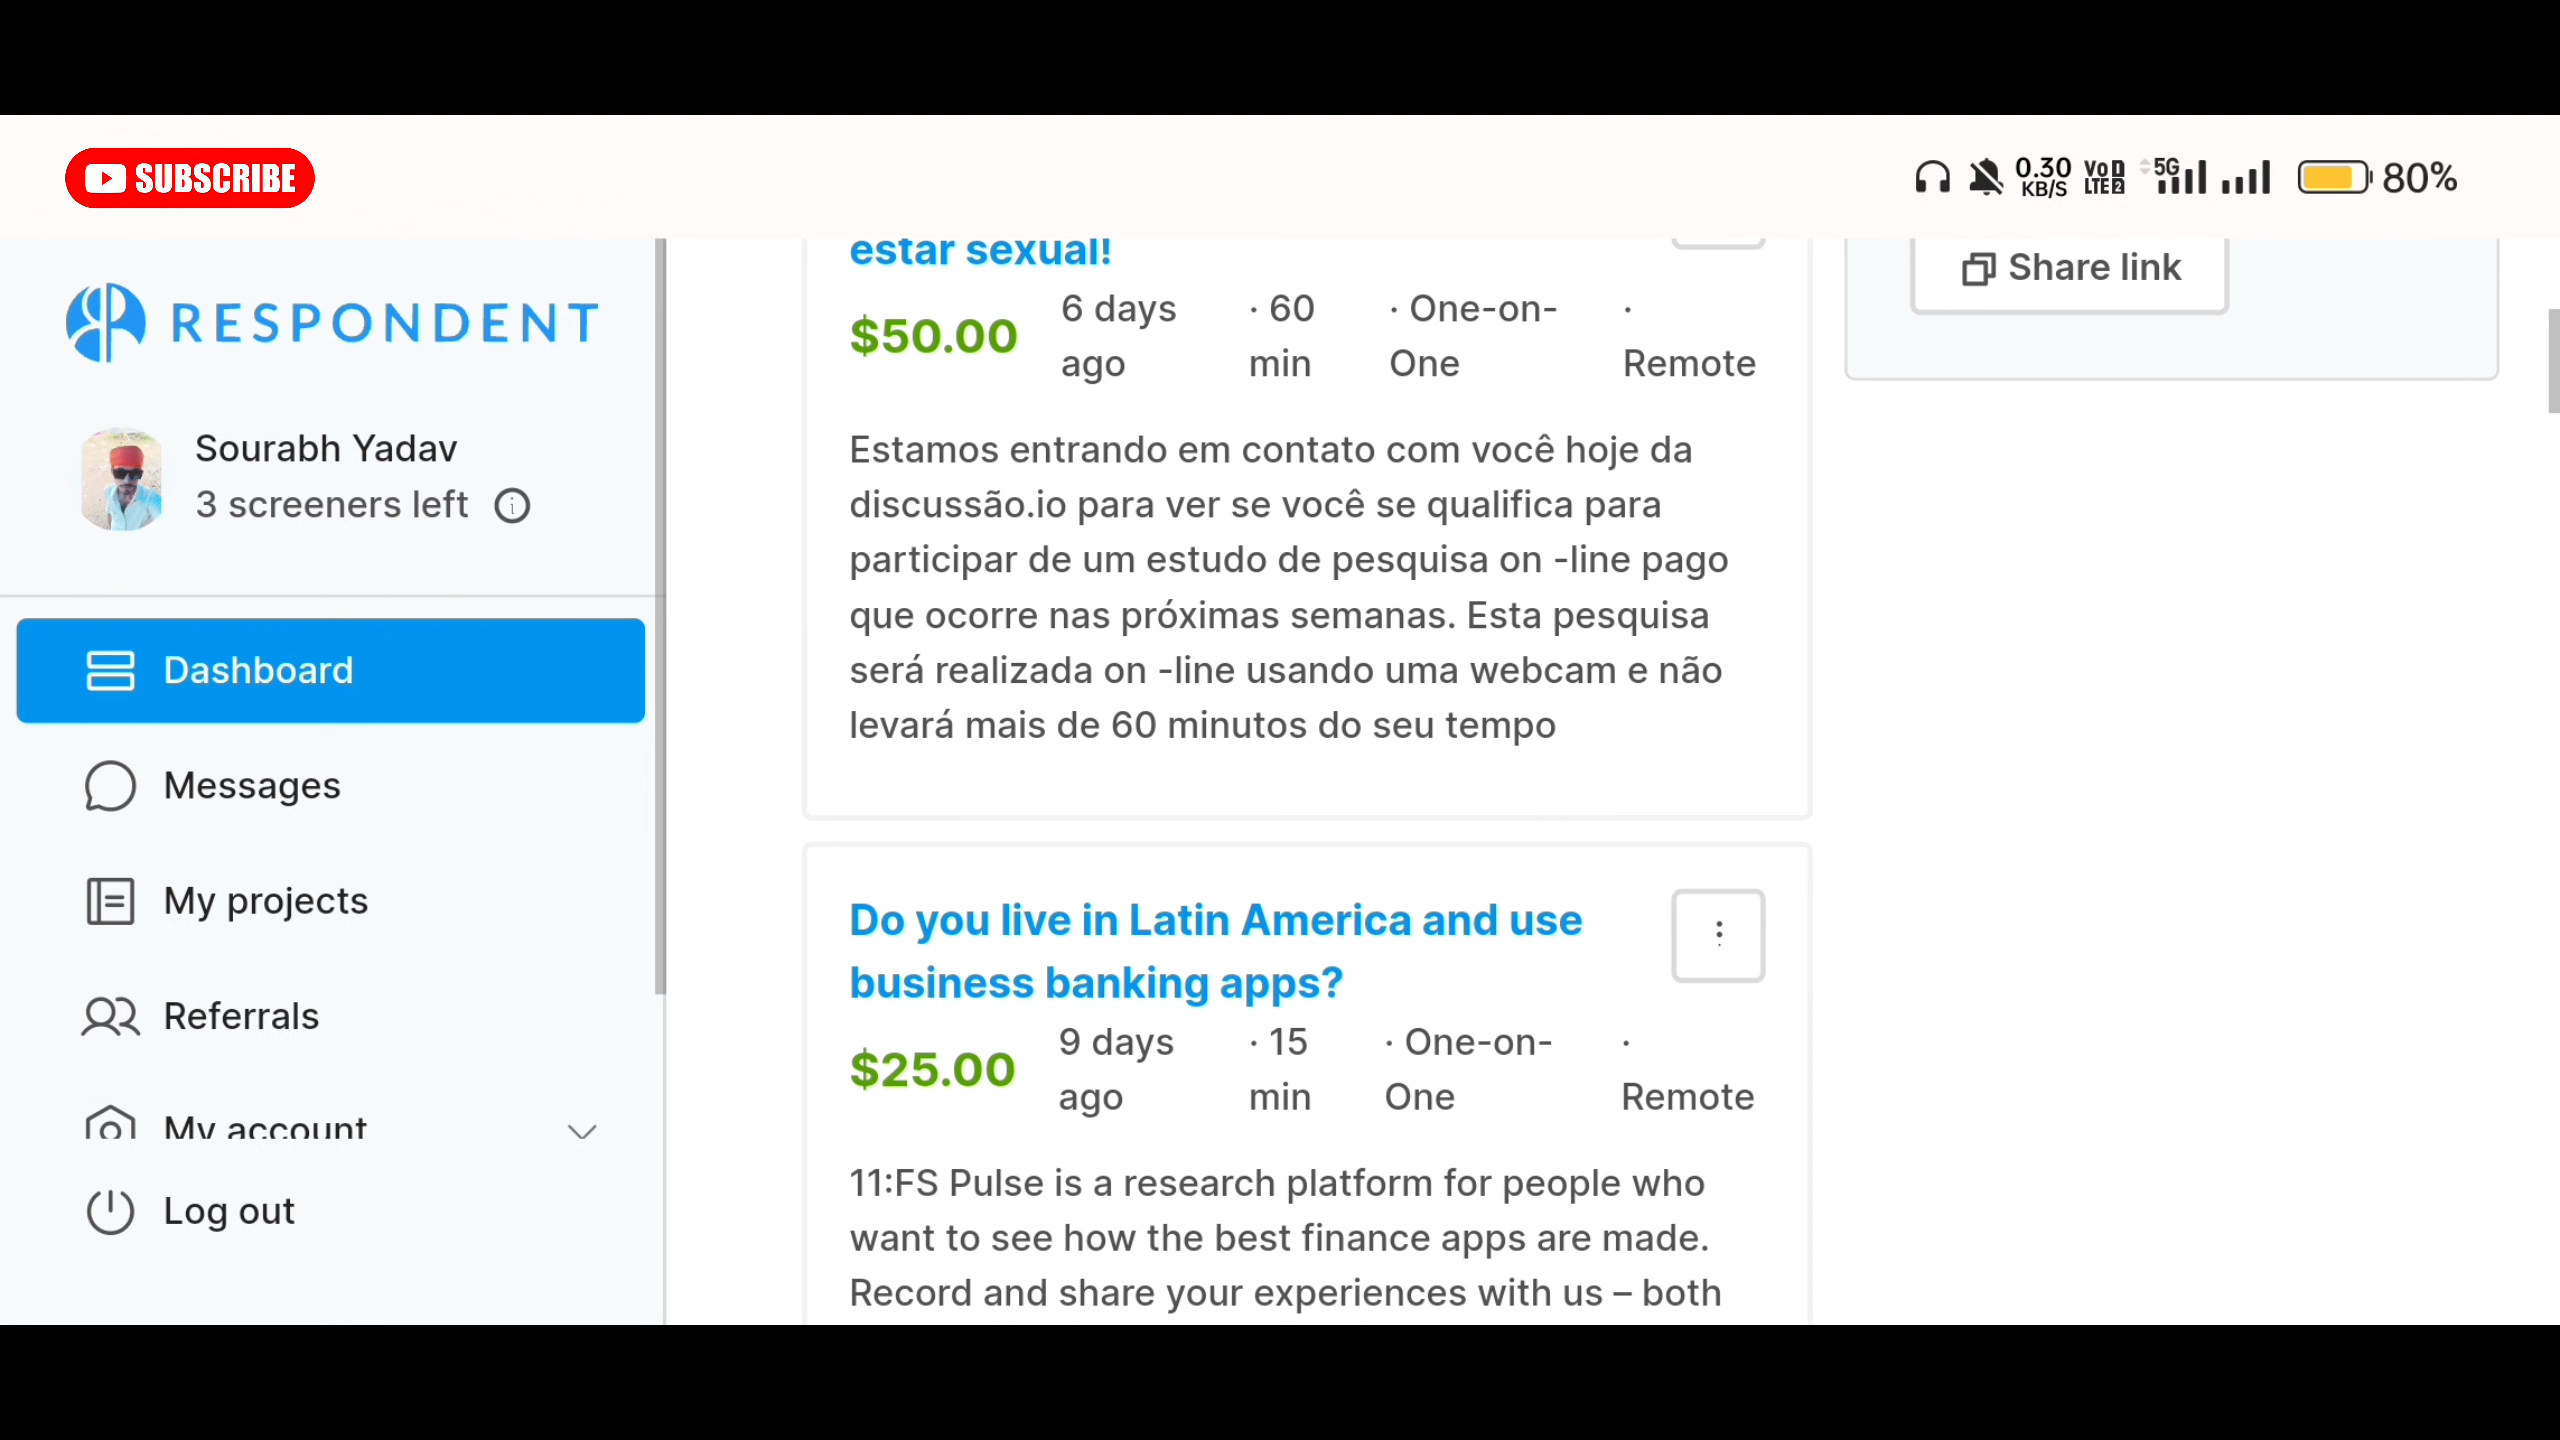 SUBSCRIBE
0.30 KB/S
Vo 1 LTE 2
5G
80%
RESPONDENT
Sourabh Yadav
3 screeners left
Dashboard
Messages
My projects
Referrals
My account
Log out
estar sexual!
$50.00
6 days ago
· 60 min
· One-on-One
· Remote
Estamos entrando em contato com você hoje da
discussão.io para ver se você se qualifica para
participar de um estudo de pesquisa on -line pago
que ocorre nas próximas semanas. Esta pesquisa
será realizada on -line usando uma webcam e não
levará mais de 60 minutos do seu tempo
Do you live in Latin America and use
business banking apps?
$25.00
9 days ago
· 15 min
· One-on-One
· Remote
11:FS Pulse is a research platform for people who
want to see how the best finance apps are made.
Record and share your experiences with us – both
Share link